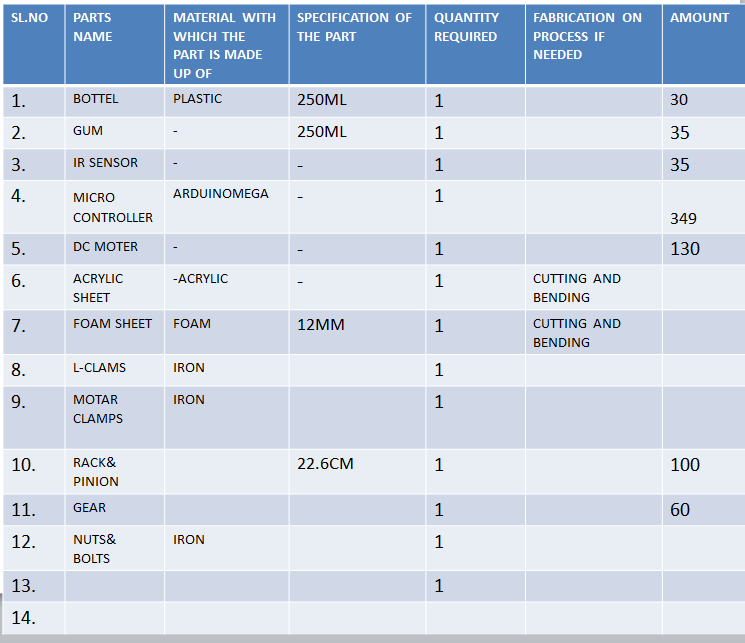 SL.NO PARTS NAME MATERIAL WITH WHICH THE PART IS MADE UP OF SPECIFICATION OF THE PART QUANTITY REQUIRED FABRICATION ON PROCESS IF NEEDED AMOUNT
1. BOTTEL PLASTIC 250ML 1 30
2. GUM - 250ML 1 35
3. IR SENSOR - - 1 35
4. MICRO CONTROLLER ARDUINOMEGA - 1 349
5. DC MOTER - - 1 130
6. ACRYLIC SHEET -ACRYLIC - 1 CUTTING AND BENDING
7. FOAM SHEET FOAM 12MM 1 CUTTING AND BENDING
8. L-CLAMS IRON 1
9. MOTAR CLAMPS IRON 1
10. RACK& PINION 22.6CM 1 100
11. GEAR 1 60
12. NUTS& BOLTS IRON 1
13. 1
14.